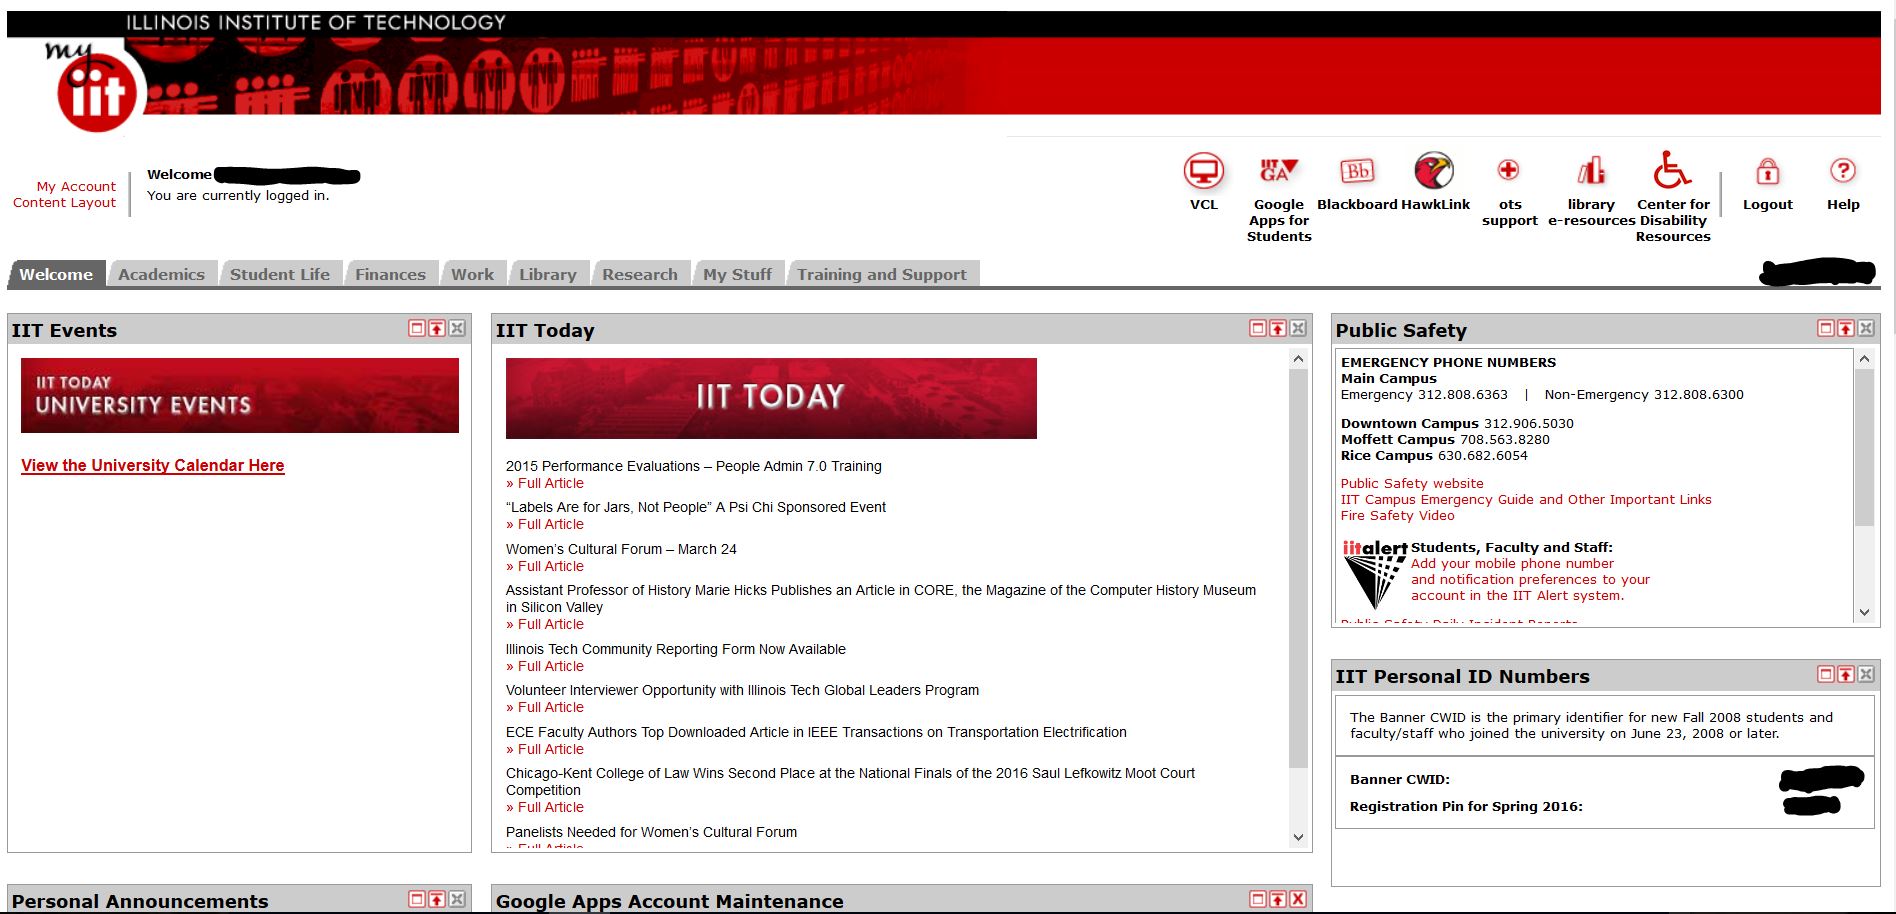 ILLINOIS INSTITUTE OF TECHNOLOGY
my
iit
My Account
Content Layout
Welcome
You are currently logged in.
VCL
IIT
GA
Google
Apps for
Students
Bb
Blackboard
HawkLink
ots
support
library
e-resources
Center for
Disability
Resources
Logout
?
Help
Welcome
Academics
Student Life
Finances
Work
Library
Research
My Stuff
Training and Support
IIT Events
IIT TODAY
UNIVERSITY EVENTS
View the University Calendar Here
IIT Today
IIT TODAY
2015 Performance Evaluations – People Admin 7.0 Training
» Full Article
“Labels Are for Jars, Not People” A Psi Chi Sponsored Event
» Full Article
Women’s Cultural Forum – March 24
» Full Article
Assistant Professor of History Marie Hicks Publishes an Article in CORE, the Magazine of the Computer History Museum
in Silicon Valley
» Full Article
Illinois Tech Community Reporting Form Now Available
» Full Article
Volunteer Interviewer Opportunity with Illinois Tech Global Leaders Program
» Full Article
ECE Faculty Authors Top Downloaded Article in IEEE Transactions on Transportation Electrification
» Full Article
Chicago-Kent College of Law Wins Second Place at the National Finals of the 2016 Saul Lefkowitz Moot Court
Competition
» Full Article
Panelists Needed for Women’s Cultural Forum
» Full Article
Public Safety
EMERGENCY PHONE NUMBERS
Main Campus
Emergency 312.808.6363 | Non-Emergency 312.808.6300
Downtown Campus 312.906.5030
Moffett Campus 708.563.8280
Rice Campus 630.682.6054
Public Safety website
IIT Campus Emergency Guide and Other Important Links
Fire Safety Video
iitalert
Students, Faculty and Staff:
Add your mobile phone number
and notification preferences to your
account in the IIT Alert system.
Public Safety Daily Incident Reports
IIT Personal ID Numbers
The Banner CWID is the primary identifier for new Fall 2008 students and
faculty/staff who joined the university on June 23, 2008 or later.
Banner CWID:
Registration Pin for Spring 2016:
Personal Announcements
Google Apps Account Maintenance